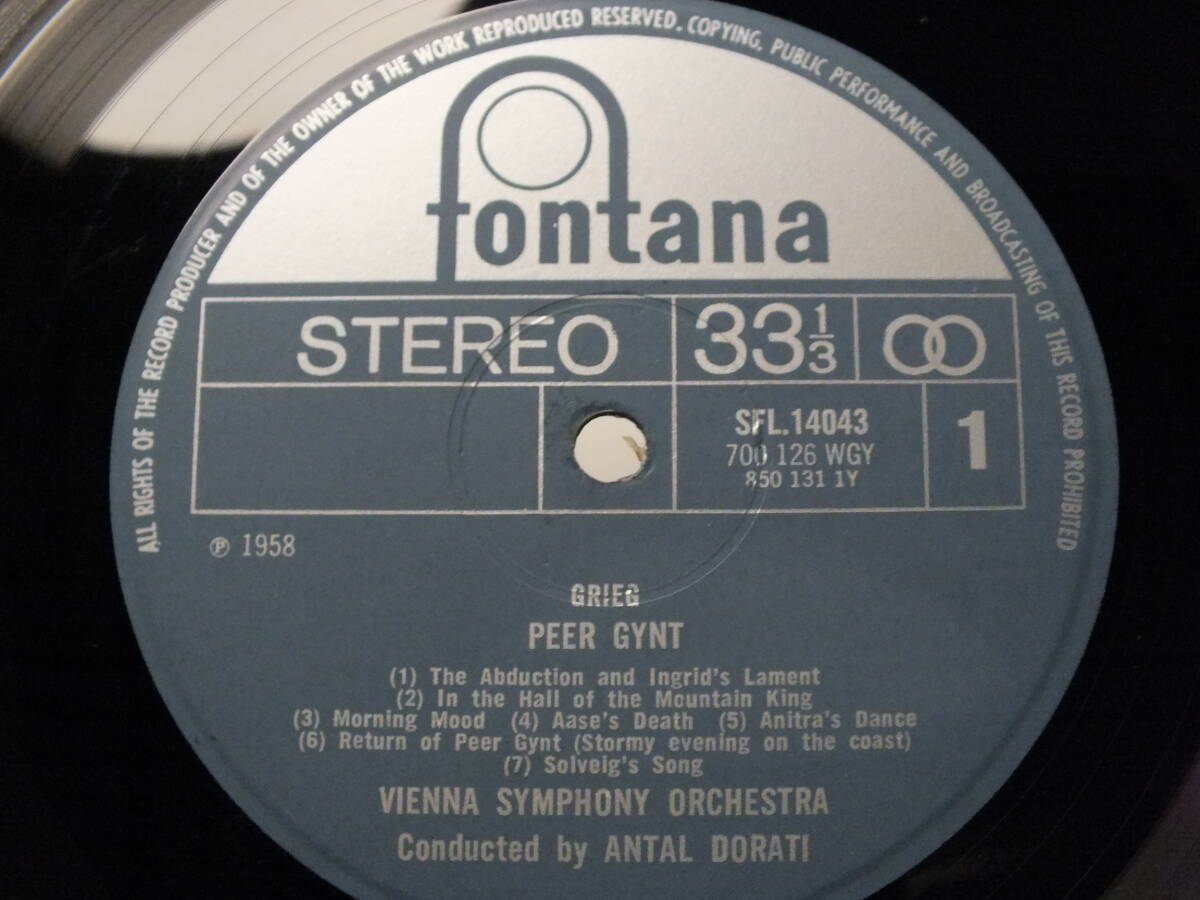 ALL RIGHTS OF THE RECORD PRODUCER AND OF THE OWNER OF THE WORK REPRODUCED RESERVED. COPYING, PUBLIC PERFORMANCE AND BROADCASTING OF THIS RECORD PROHIBITED
fontana
STEREO 33 1/3
SFL.14043
700 126 WGY 1
850 131 1Y
℗ 1958
GRIEG
PEER GYNT
(1) The Abduction and Ingrid's Lament
(2) In the Hall of the Mountain King
(3) Morning Mood (4) Aase's Death (5) Anitra's Dance
(6) Return of Peer Gynt (Stormy evening on the coast)
(7) Solveig's Song
VIENNA SYMPHONY ORCHESTRA
Conducted by ANTAL DORATI